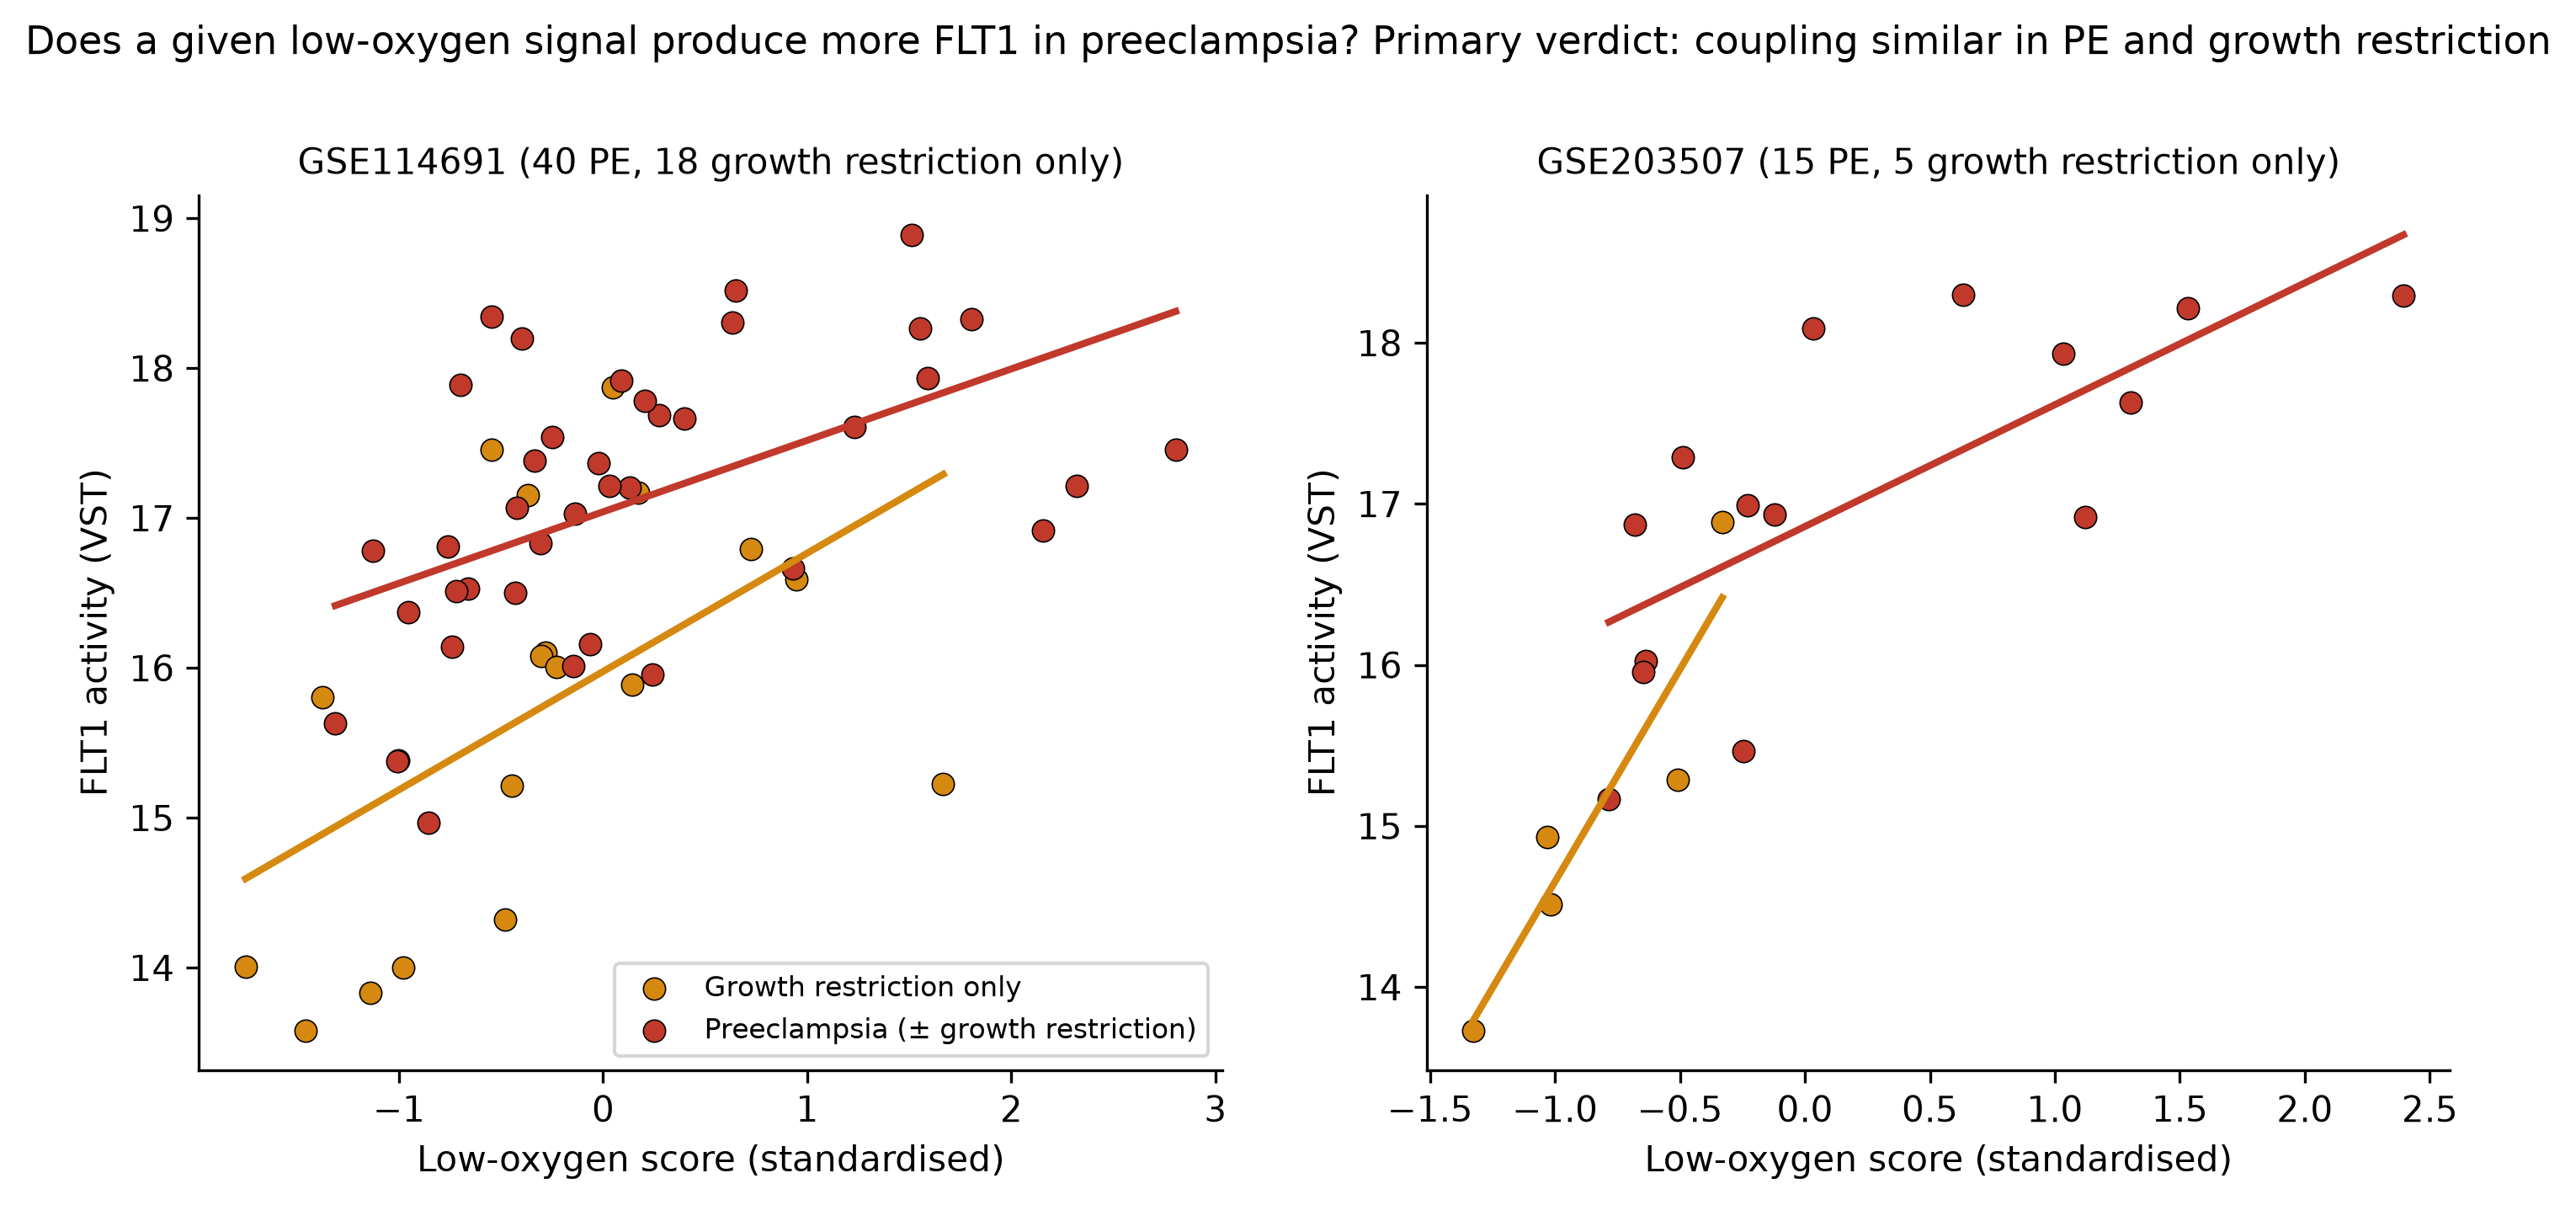 Does a given low-oxygen signal produce more FLT1 in preeclampsia? Primary verdict: coupling similar in PE and growth restriction
GSE114691 (40 PE, 18 growth restriction only)
19
18
17
16
15
14
FLT1 activity (VST)
Growth restriction only
Preeclampsia (± growth restriction)
−1
0
1
2
3
Low-oxygen score (standardised)
GSE203507 (15 PE, 5 growth restriction only)
18
17
16
15
14
FLT1 activity (VST)
−1.5
−1.0
−0.5
0.0
0.5
1.0
1.5
2.0
2.5
Low-oxygen score (standardised)